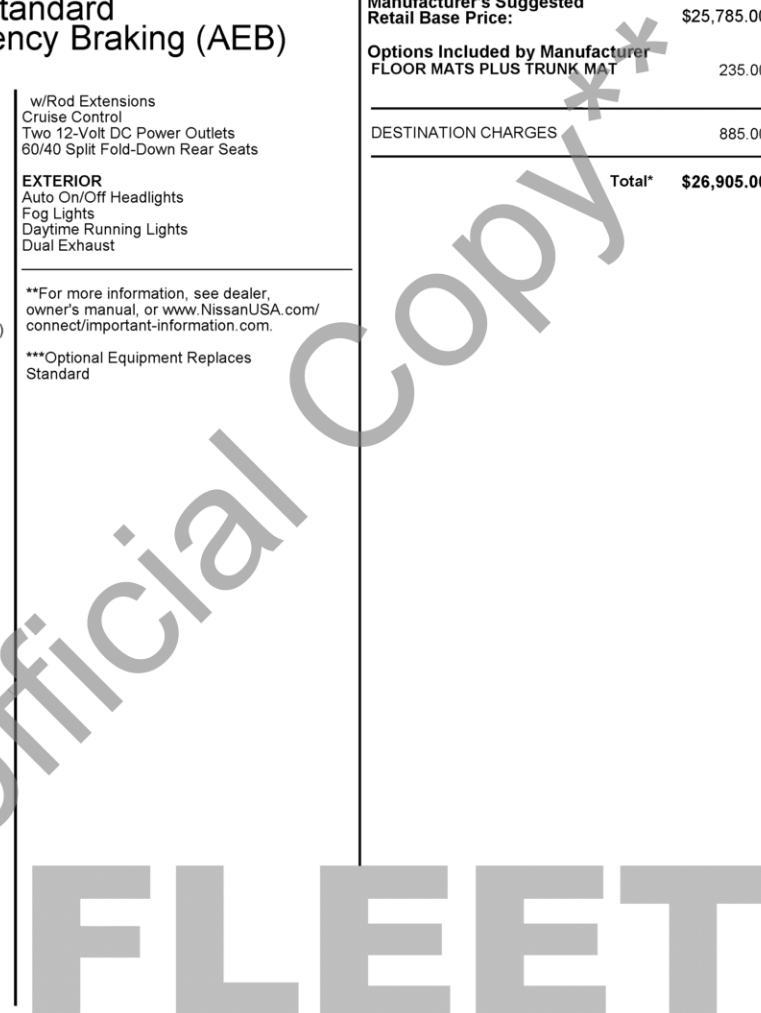 tandard
ency Braking (AEB)
w/Rod Extensions
Cruise Control
Two 12-Volt DC Power Outlets
60/40 Split Fold-Down Rear Seats
EXTERIOR
Auto On/Off Headlights
Fog Lights
Daytime Running Lights
Dual Exhaust
**For more information, see dealer,
owner's manual, or www.NissanUSA.com/
connect/important-information.com.
***Optional Equipment Replaces
Standard
)
Manufacturer's Suggested
Retail Base Price: $25,785.00
Options Included by Manufacturer
FLOOR MATS PLUS TRUNK MAT 235.00
DESTINATION CHARGES 885.00
Total* $26,905.00
fficial Copy**
FLEET